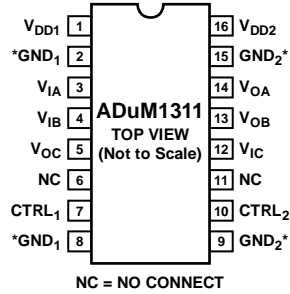 VDD1 1 16 VDD2
*GND1 2 15 GND2*
VIA 3 14 VOA
VIB 4 ADuM1311 13 VOB
TOP VIEW
VOC 5 (Not to Scale) 12 VIC
NC 6 11 NC
CTRL1 7 10 CTRL2
*GND1 8 9 GND2*
NC = NO CONNECT